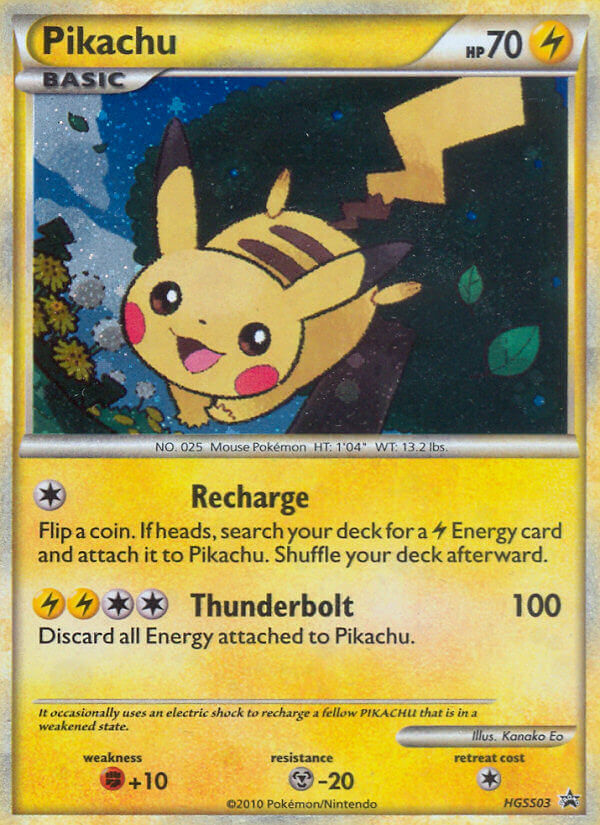 Pikachu
HP 70
BASIC
NO. 025 Mouse Pokémon HT: 1'04" WT: 13.2 lbs.
Recharge
Flip a coin. If heads, search your deck for a Energy card
and attach it to Pikachu. Shuffle your deck afterward.
Thunderbolt 100
Discard all Energy attached to Pikachu.
It occasionally uses an electric shock to recharge a fellow PIKACHU that is in a
weakened state.
Illus. Kanako Eo
weakness resistance retreat cost
+10 -20
©2010 Pokémon/Nintendo HGSS03